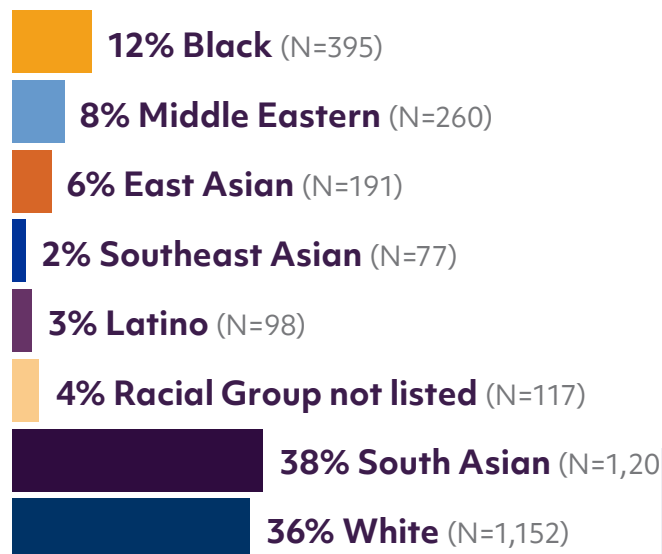 12% Black (N=395)
8% Middle Eastern (N=260)
6% East Asian (N=191)
2% Southeast Asian (N=77)
3% Latino (N=98)
4% Racial Group not listed (N=117)
38% South Asian (N=1,20
36% White (N=1,152)